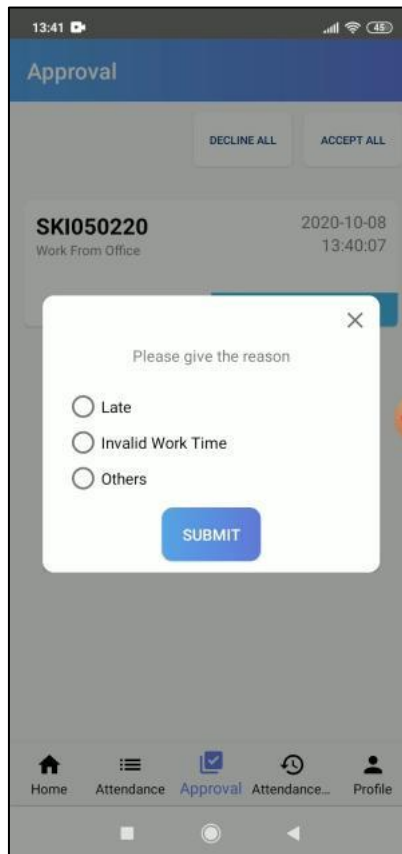 13:41
45
Approval
DECLINE ALL
ACCEPT ALL
SKI050220
2020-10-08
Work From Office
13:40:07
Please give the reason
Late
Invalid Work Time
Others
SUBMIT
Home
Attendance
Approval
Attendance...
Profile